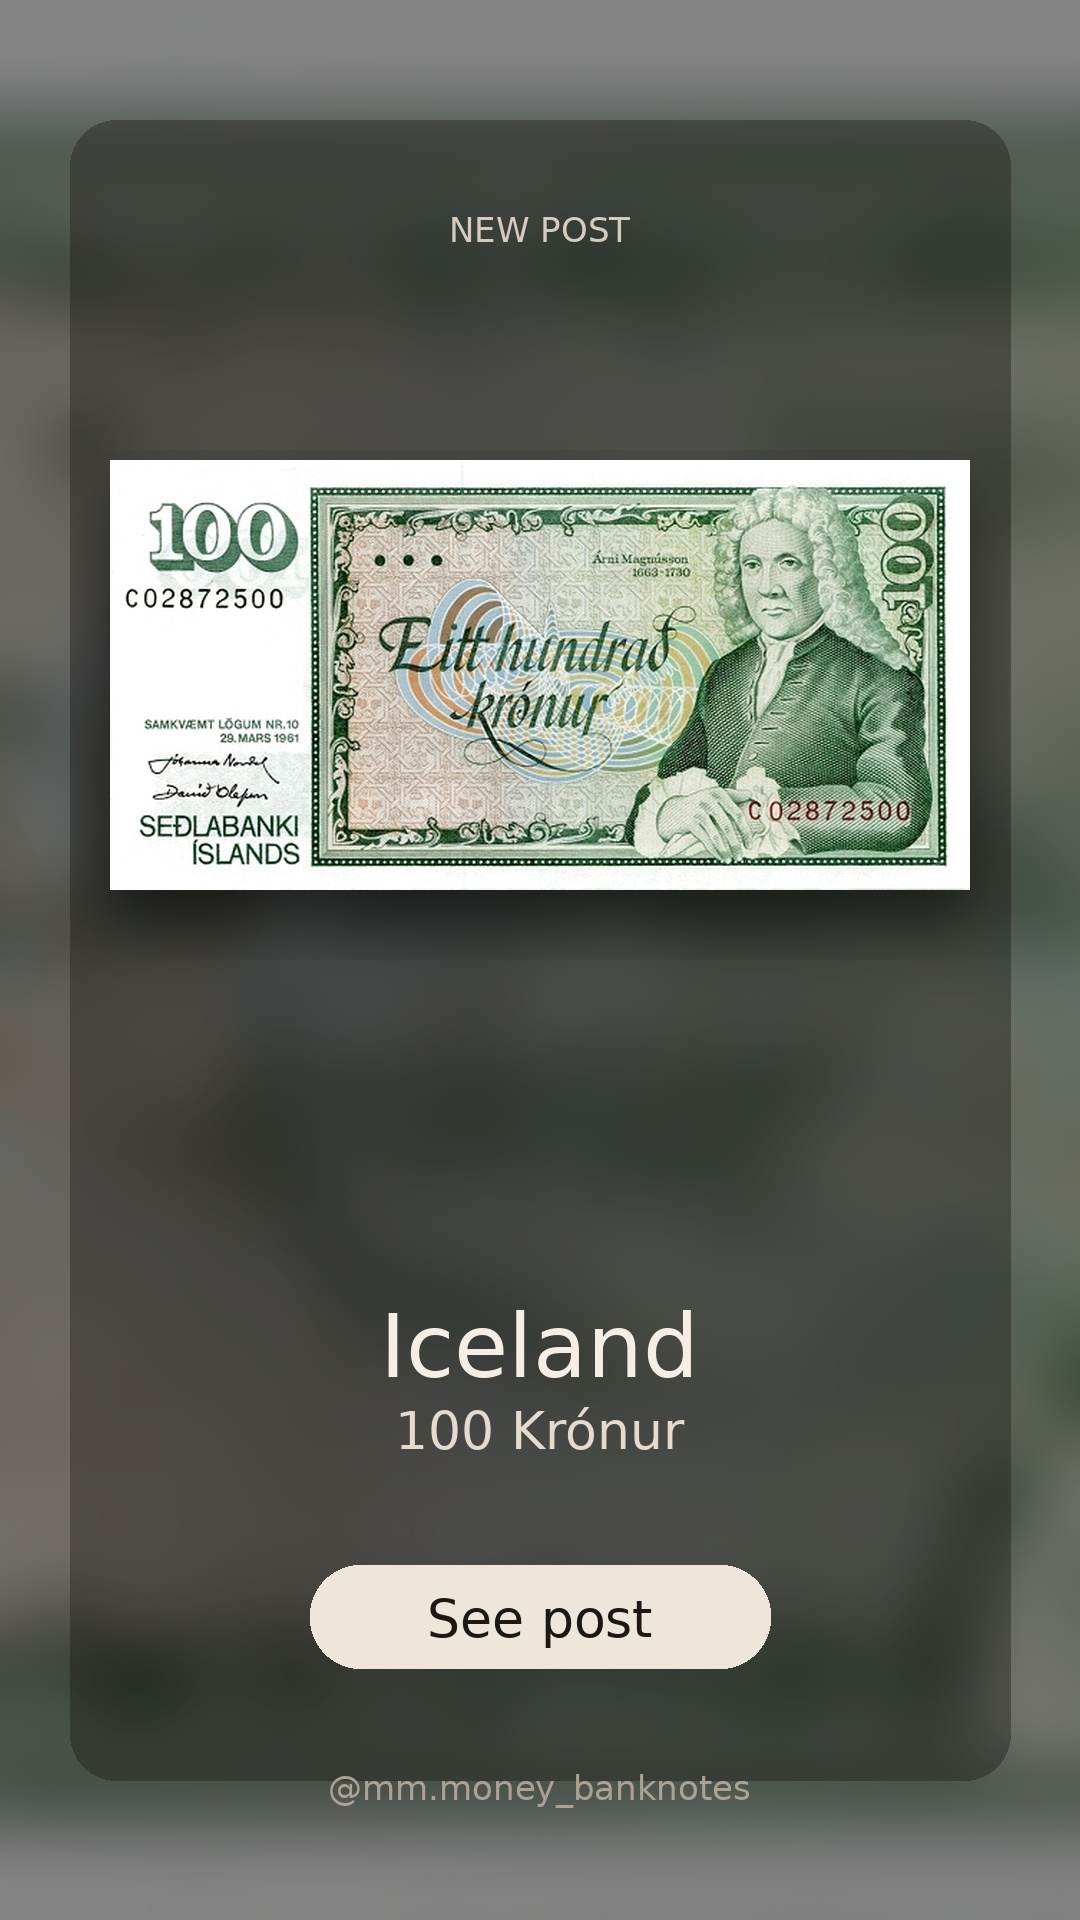 NEW POST
100
C02872500
SAMKVÆMT LÖGUM NR.10
29.MARS 1961
SEÐLABANKI
ÍSLANDS
Árni Magnússon
1663-1730
Eitt hundrað
krónur
100
C02872500
Iceland
100 Krónur
See post
@mm.money_banknotes